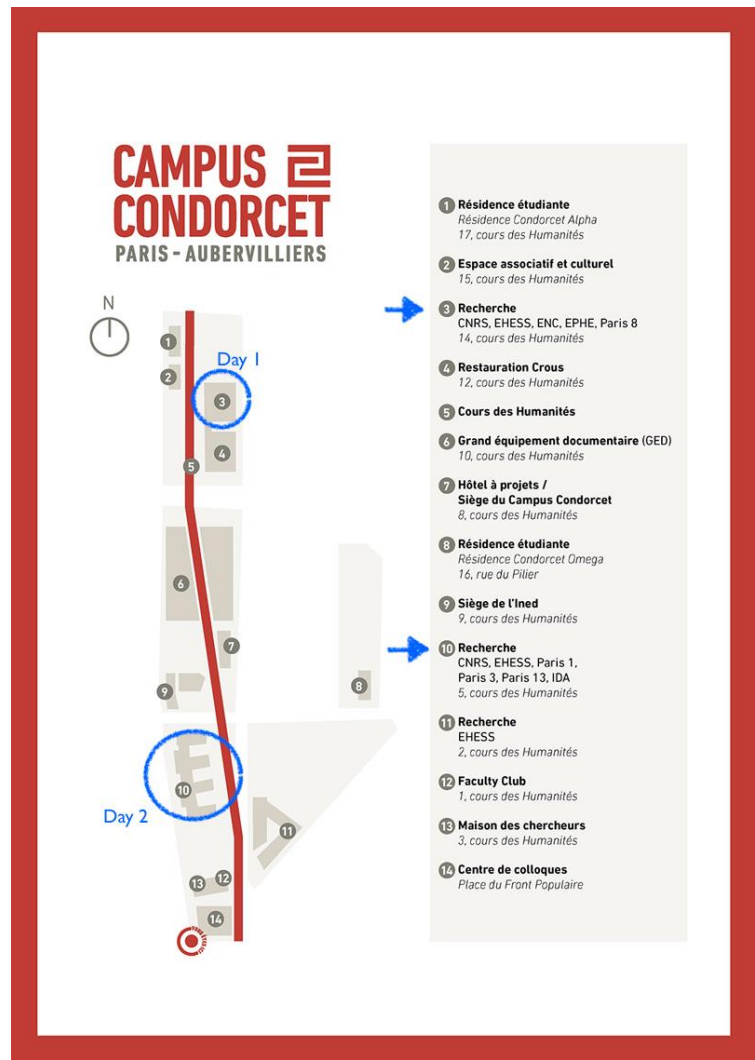 CAMPUS
CONDORCET
PARIS - AUBERVILLIERS
N
1
2
Day 1
3
4
5
6
7
8
9
10
Day 2
11
12
13
14
1 Résidence étudiante
Résidence Condorcet Alpha
17, cours des Humanités
2 Espace associatif et culturel
15, cours des Humanités
3 Recherche
CNRS, EHESS, ENC, EPHE, Paris 8
14, cours des Humanités
4 Restauration Crous
12, cours des Humanités
5 Cours des Humanités
6 Grand équipement documentaire (GED)
10, cours des Humanités
7 Hôtel à projets /
Siège du Campus Condorcet
8, cours des Humanités
8 Résidence étudiante
Résidence Condorcet Omega
16, rue du Pilier
9 Siège de l'Ined
9, cours des Humanités
10 Recherche
CNRS, EHESS, Paris 1,
Paris 3, Paris 13, IDA
5, cours des Humanités
11 Recherche
EHESS
2, cours des Humanités
12 Faculty Club
1, cours des Humanités
13 Maison des chercheurs
3, cours des Humanités
14 Centre de colloques
Place du Front Populaire